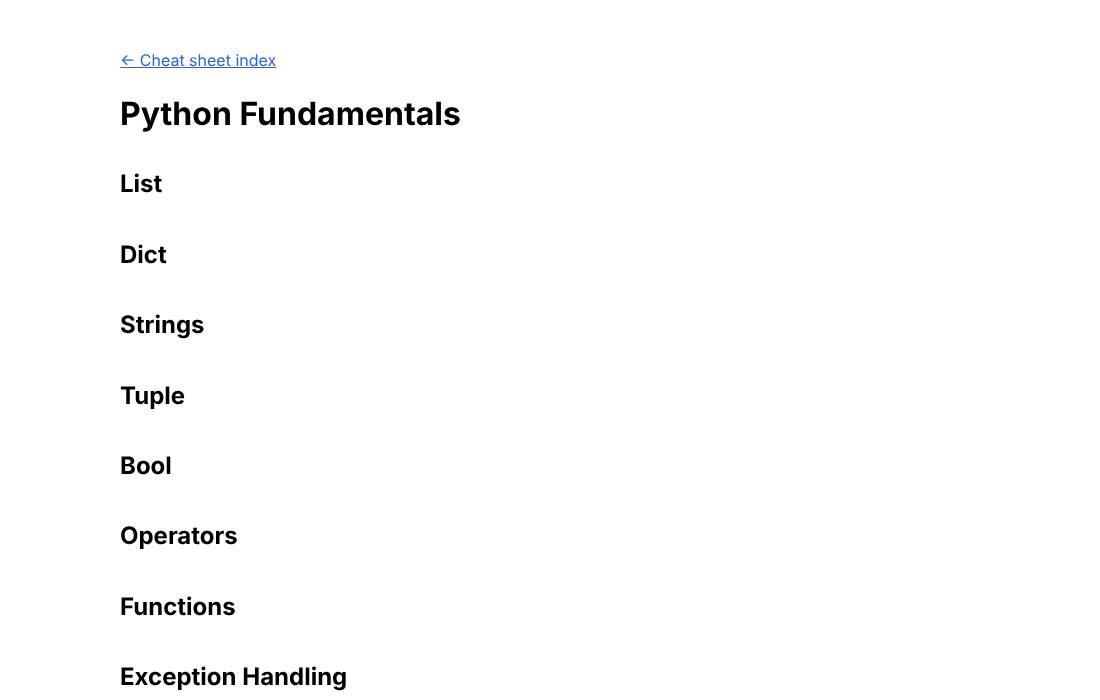 ← Cheat sheet index
Python Fundamentals
List
Dict
Strings
Tuple
Bool
Operators
Functions
Exception Handling